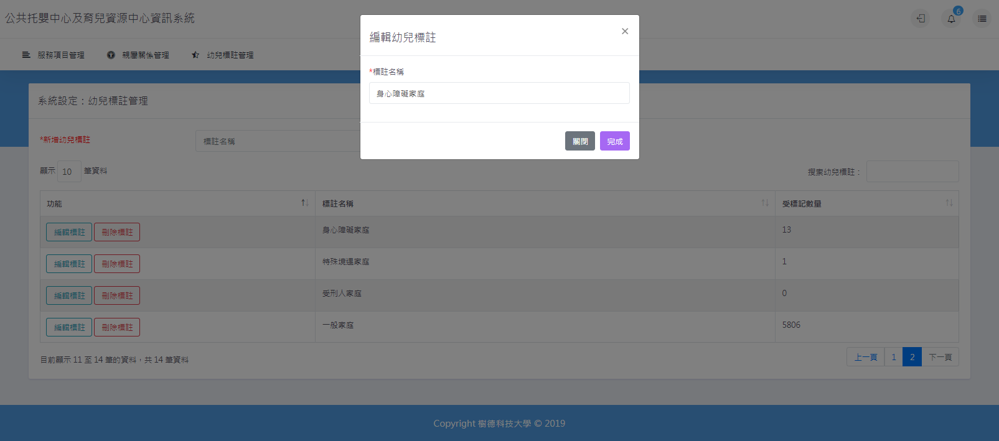 公共托嬰中心及育兒資源中心資訊系統
6
服務項目管理 親屬關係管理 幼兒標註管理
編輯幼兒標註 ×
*標註名稱
身心障礙家庭
關閉 完成
系統設定：幼兒標註管理
*新增幼兒標註 標註名稱
顯示 10 筆資料 搜索幼兒標註：
功能 標註名稱 受標記數量
編輯標註 刪除標註 身心障礙家庭 13
編輯標註 刪除標註 特殊境遇家庭 1
編輯標註 刪除標註 受刑人家庭 0
編輯標註 刪除標註 一般家庭 5806
目前顯示 11 至 14 筆的資料，共 14 筆資料 上一頁 1 2 下一頁
Copyright 樹德科技大學 © 2019